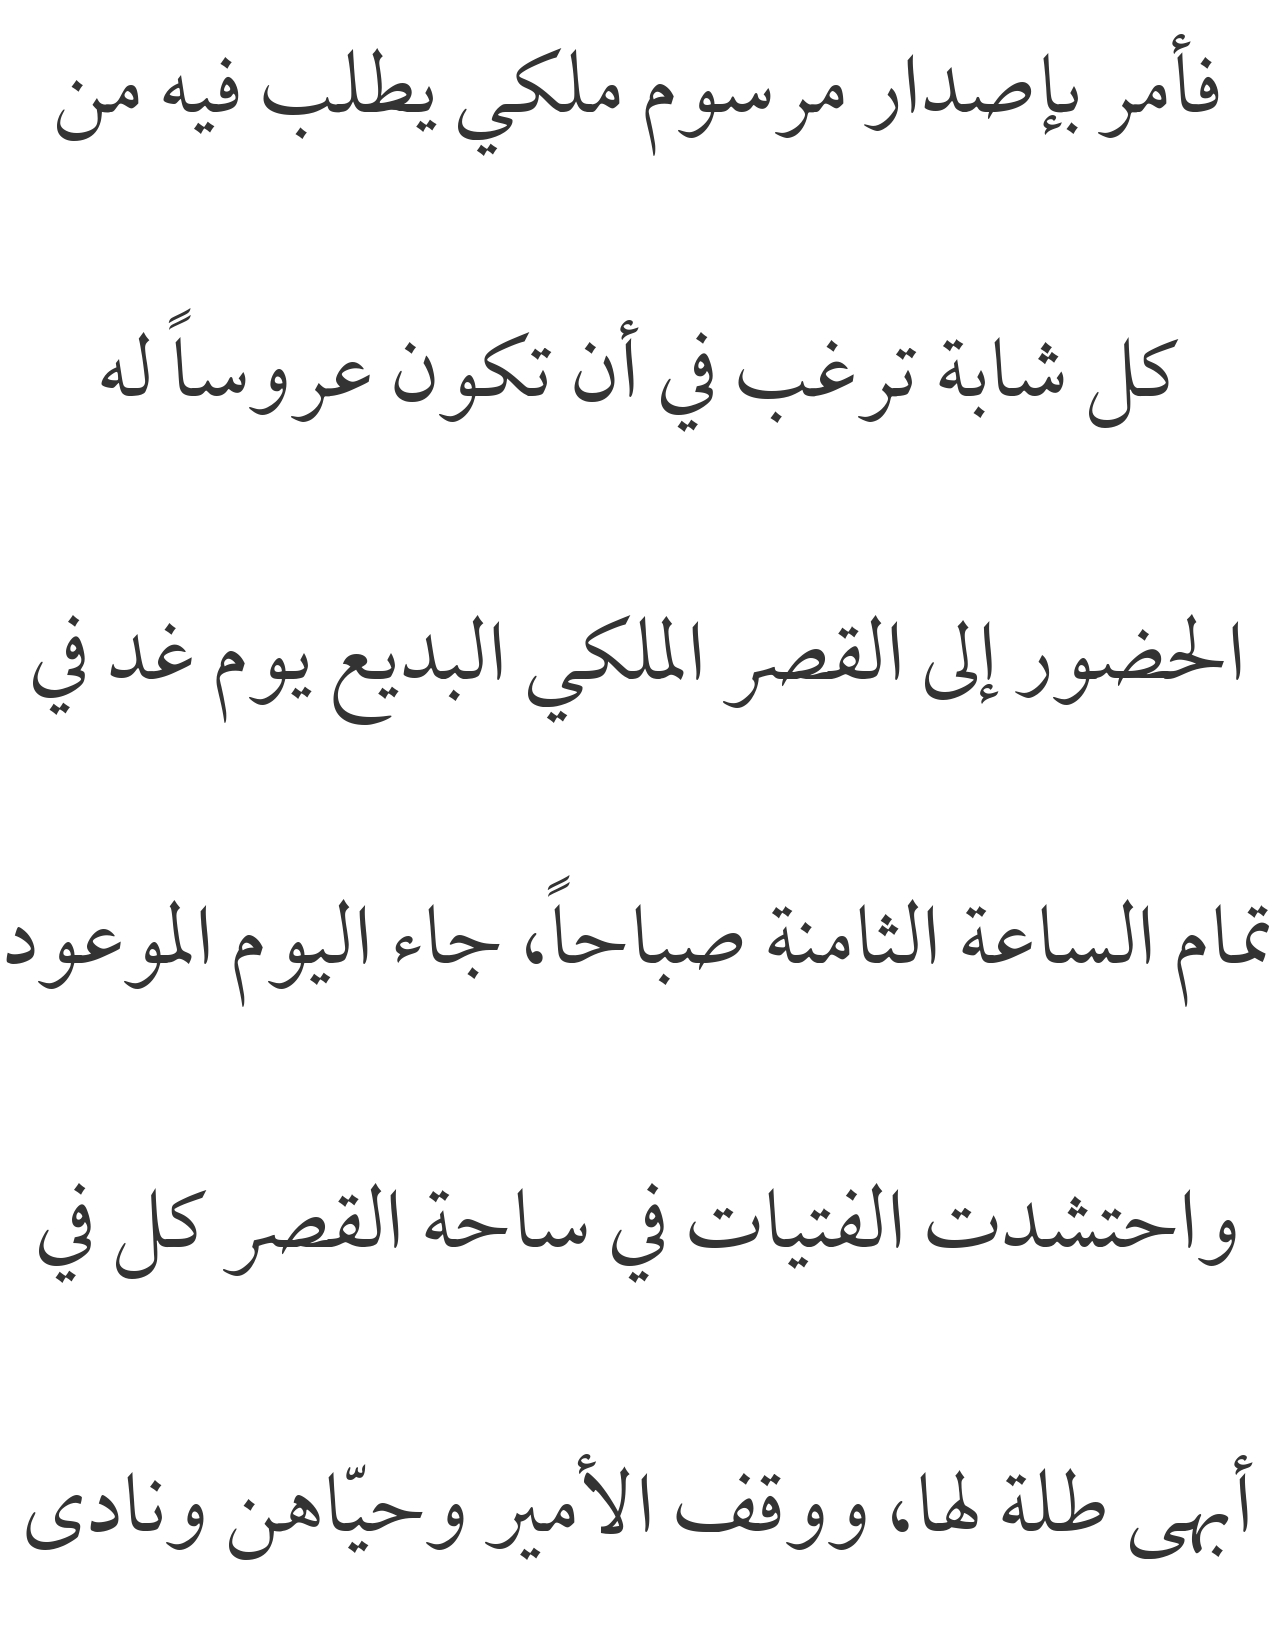 فأمر بإصدار مرسوم ملكي يطلب فيه من
كل شابة ترغب في أن تكون عروساً له
الحضور إلى القصر الملكي البديع يوم غد في
تمام الساعة الثامنة صباحاً، جاء اليوم الموعود
واحتشدت الفتيات في ساحة القصر كل في
أبهى طلة لها، ووقف الأمير وحيّاهن ونادى